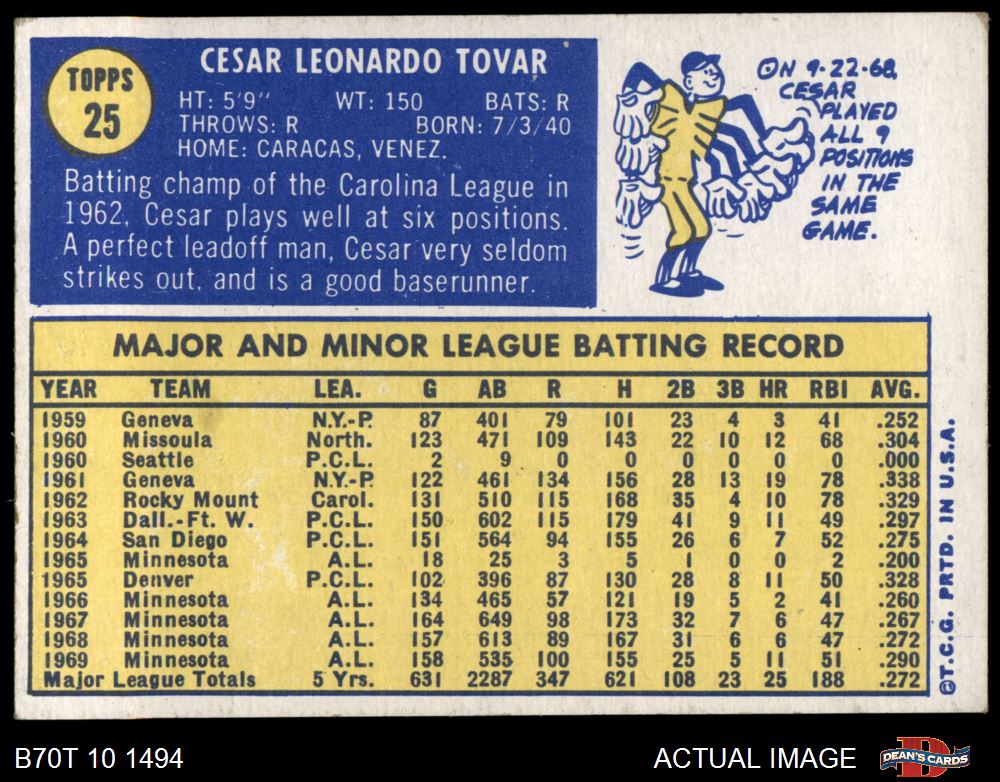 TOPPS
25
CESAR LEONARDO TOVAR
HT: 5'9" WT: 150 BATS: R
THROWS: R BORN: 7/3/40
HOME: CARACAS, VENEZ.
Batting champ of the Carolina League in
1962, Cesar plays well at six positions.
A perfect leadoff man, Cesar very seldom
strikes out, and is a good baserunner.
ON 9-22-68,
CESAR
PLAYED
ALL 9
POSITIONS
IN THE
SAME
GAME.
MAJOR AND MINOR LEAGUE BATTING RECORD
YEAR TEAM LEA. G AB R H 2B 3B HR RBI AVG.
1959 Geneva N.Y.-P. 87 401 79 101 23 4 3 41 .252
1960 Missoula North. 123 471 109 143 22 10 12 68 .304
1960 Seattle P.C.L. 2 9 0 0 0 0 0 0 .000
1961 Geneva N.Y.-P. 122 461 134 156 28 13 19 78 .338
1962 Rocky Mount Carol. 131 510 115 168 35 4 10 78 .329
1963 Dall.-Ft. W. P.C.L. 150 602 115 179 41 9 11 49 .297
1964 San Diego P.C.L. 151 564 94 155 26 6 7 52 .275
1965 Minnesota A.L. 18 25 3 5 1 0 0 2 .200
1965 Denver P.C.L. 102 396 87 130 28 8 11 50 .328
1966 Minnesota A.L. 134 465 57 121 19 5 2 41 .260
1967 Minnesota A.L. 164 649 98 173 32 7 6 47 .267
1968 Minnesota A.L. 157 613 89 167 31 6 6 47 .272
1969 Minnesota A.L. 158 535 100 155 25 5 11 51 .290
Major League Totals 5 Yrs. 631 2287 347 621 108 23 25 188 .272
©T.C.G. PRTD. IN U.S.A.
B70T 10 1494
ACTUAL IMAGE
DEAN'S CARDS